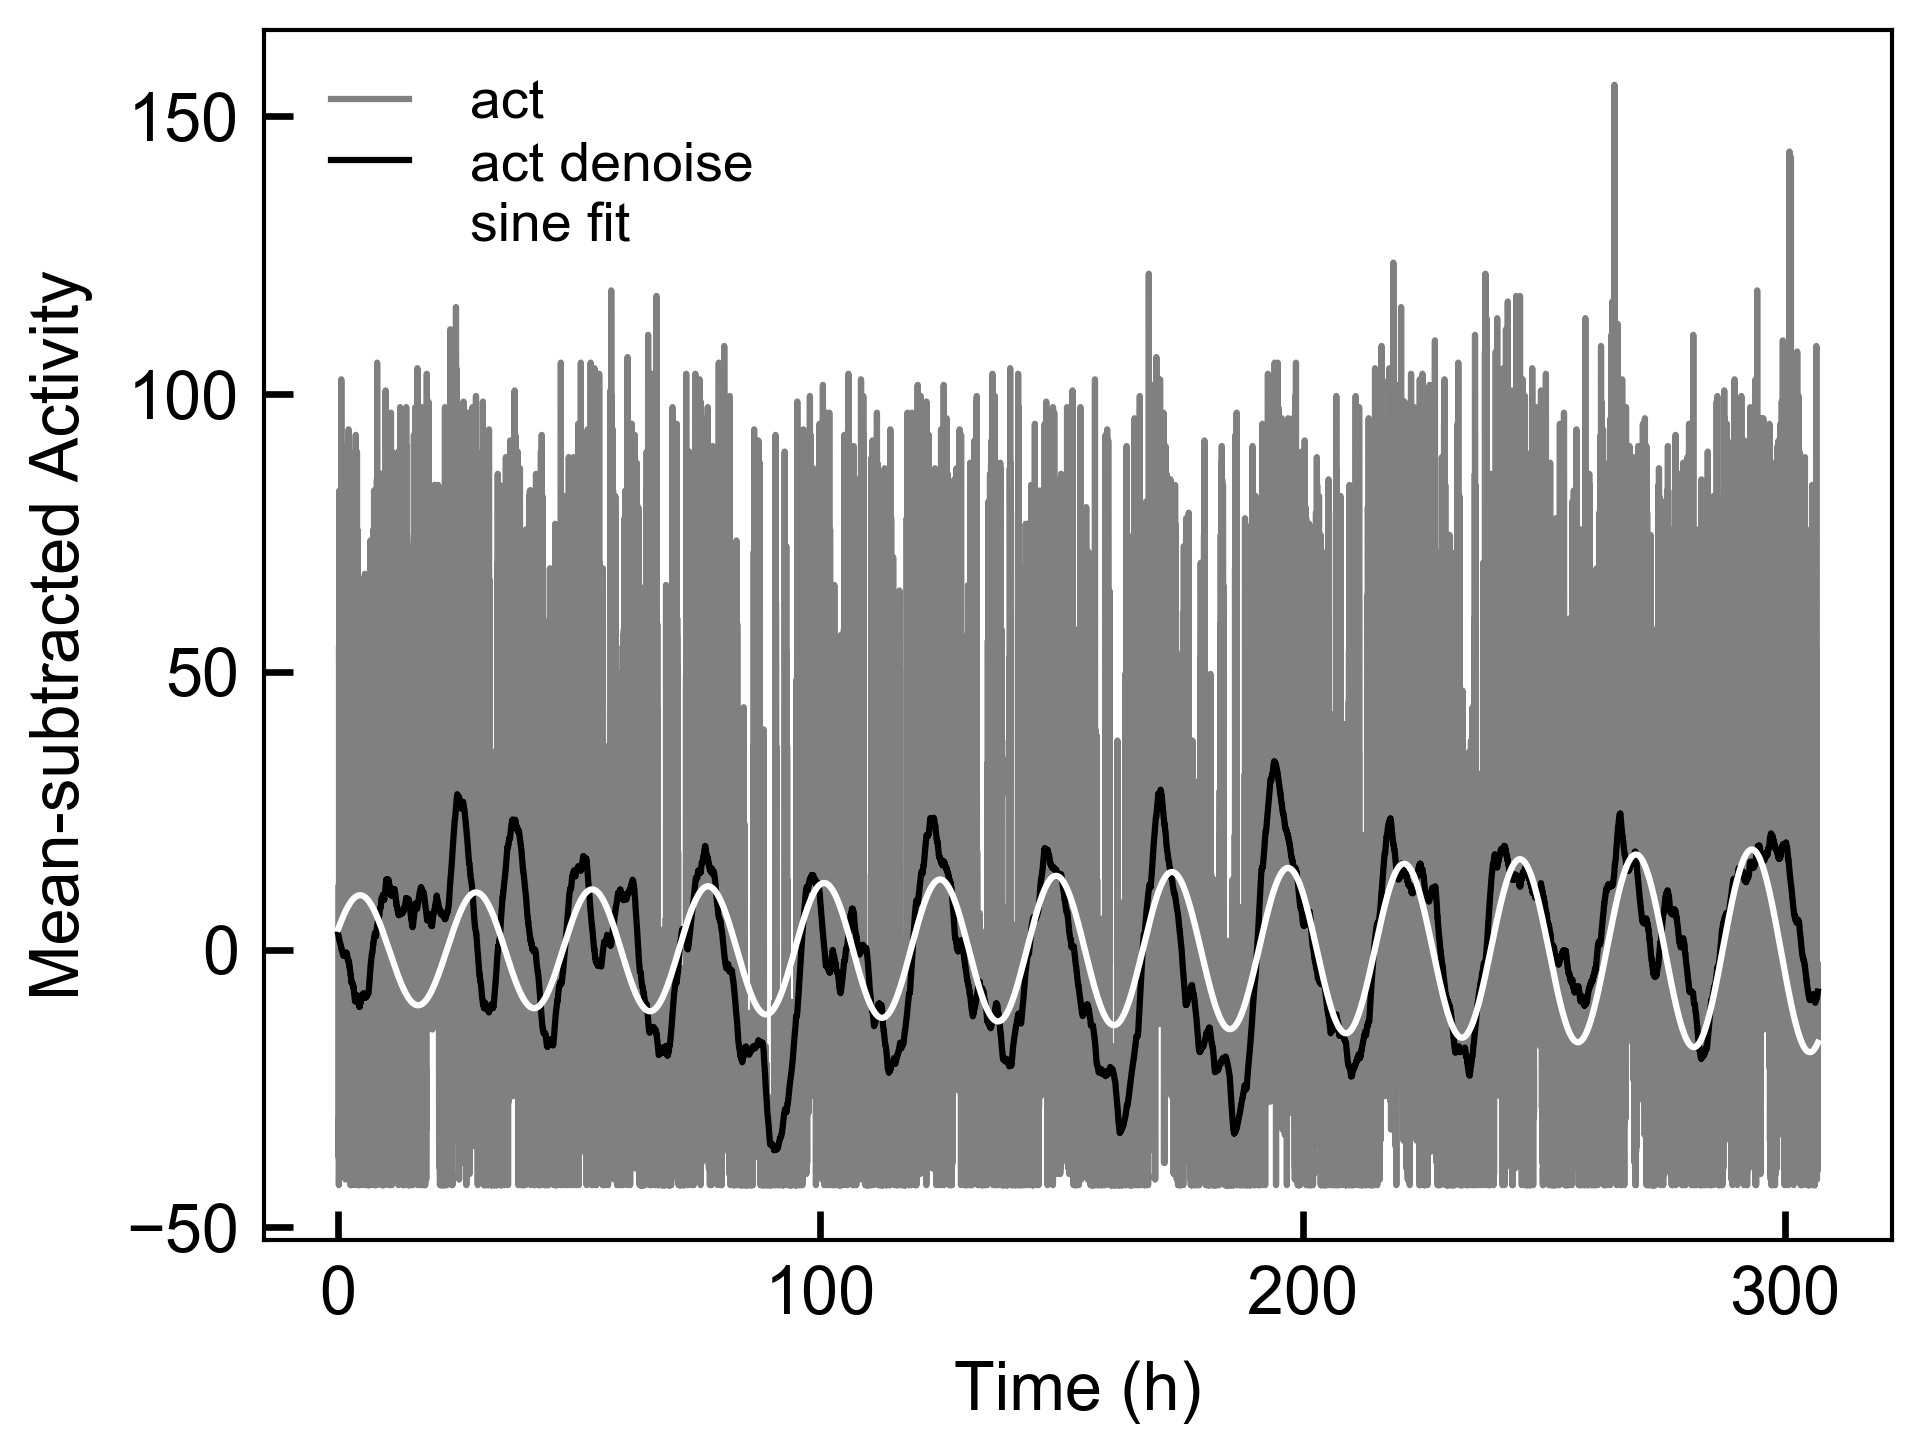 act
act denoise
sine fit
150
100
50
0
−50
Mean-subtracted Activity
0 100 200 300
Time (h)